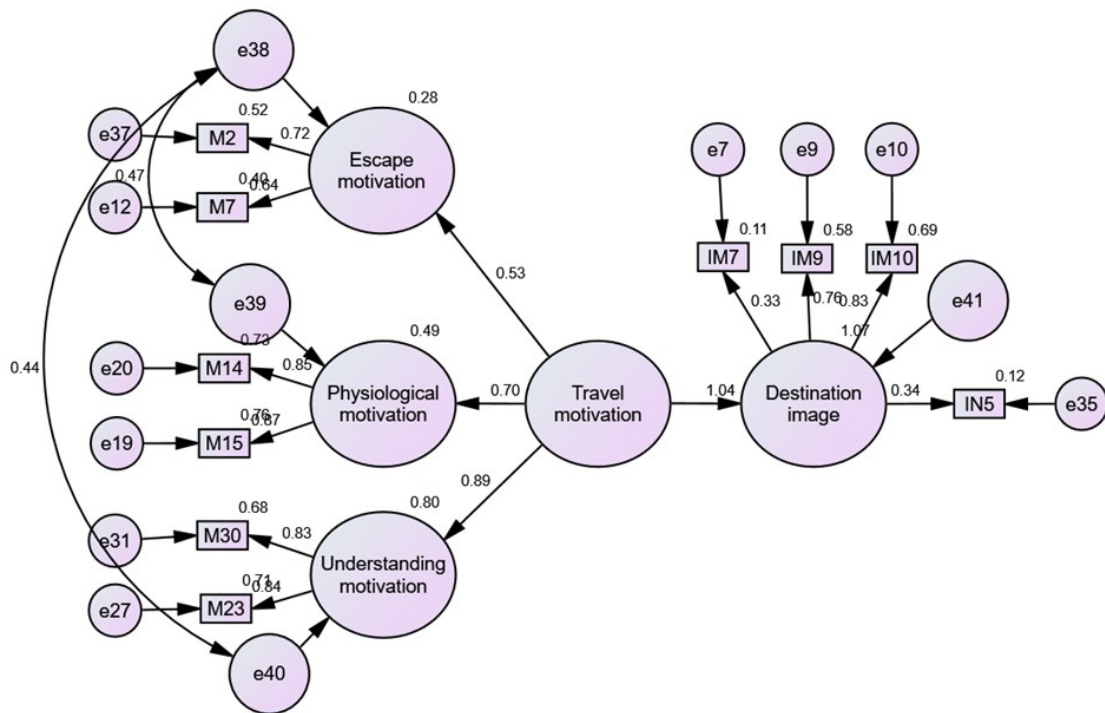 e38
0.28
0.52
e37
M2
0.72
Escape
motivation
0.47
0.40
0.64
e12
M7
e7
e9
e10
0.11
0.58
0.69
IM7
IM9
IM10
0.53
0.33
0.76
0.83
e41
1.07
e39
0.49
0.73
e20
M14
0.85
0.44
Physiological
motivation
0.70
Travel
motivation
1.04
Destination
image
0.34
0.12
IN5
e35
0.76
0.87
e19
M15
0.89
0.80
0.68
e31
M30
0.83
Understanding
motivation
0.71
0.84
e27
M23
e40